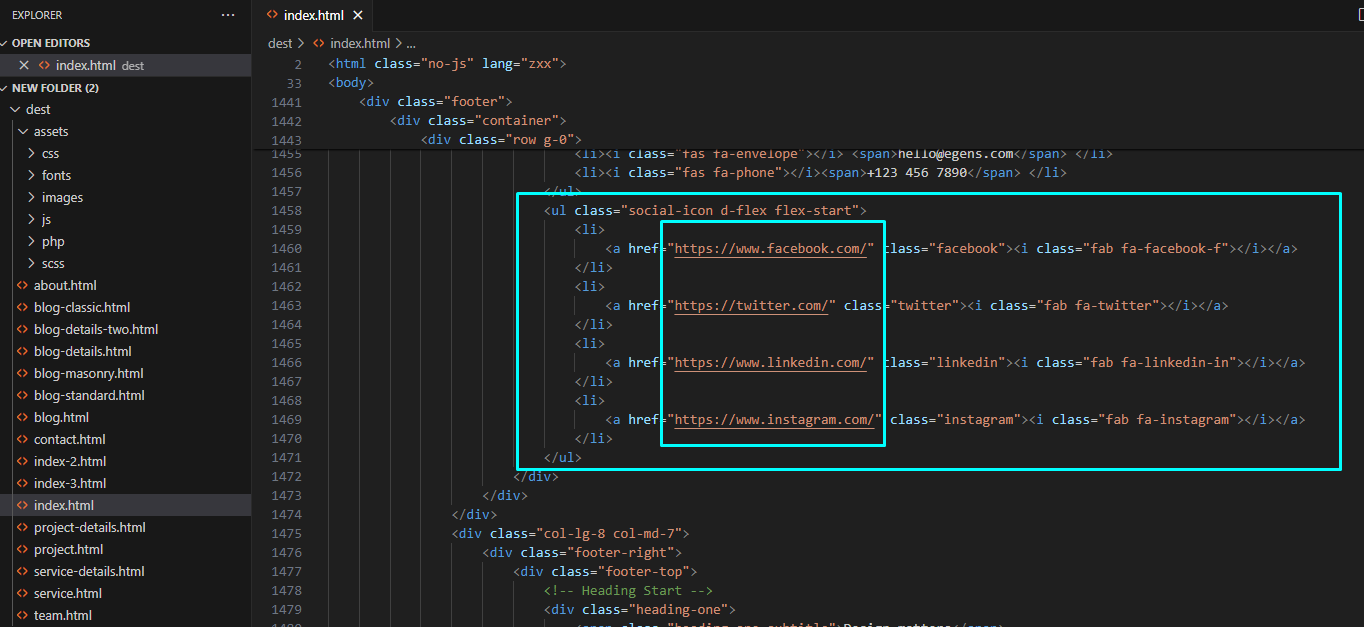 EXPLORER ...
OPEN EDITORS
index.html dest
NEW FOLDER (2)
dest
assets
css
fonts
images
js
php
scss
about.html
blog-classic.html
blog-details-two.html
blog-details.html
blog-masonry.html
blog-standard.html
blog.html
contact.html
index-2.html
index-3.html
index.html
project-details.html
project.html
service-details.html
service.html
team.html
index.html
dest > index.html > ...
2 <html class="no-js" lang="zxx">
33 <body>
1441 <div class="footer">
1442 <div class="container">
1443 <div class="row g-0">
1455 <li><i class="fas fa-envelope"></i> <span>hello@egens.com</span> </li>
1456 <li><i class="fas fa-phone"></i><span>+123 456 7890</span> </li>
1457 </ul>
1458 <ul class="social-icon d-flex flex-start">
1459 <li>
1460 <a href="https://www.facebook.com/" class="facebook"><i class="fab fa-facebook-f"></i></a>
1461 </li>
1462 <li>
1463 <a href="https://twitter.com/" class="twitter"><i class="fab fa-twitter"></i></a>
1464 </li>
1465 <li>
1466 <a href="https://www.linkedin.com/" class="linkedin"><i class="fab fa-linkedin-in"></i></a>
1467 </li>
1468 <li>
1469 <a href="https://www.instagram.com/" class="instagram"><i class="fab fa-instagram"></i></a>
1470 </li>
1471 </ul>
1472 </div>
1473 </div>
1474 </div>
1475 <div class="col-lg-8 col-md-7">
1476 <div class="footer-right">
1477 <div class="footer-top">
1478 <!-- Heading Start -->
1479 <div class="heading-one">